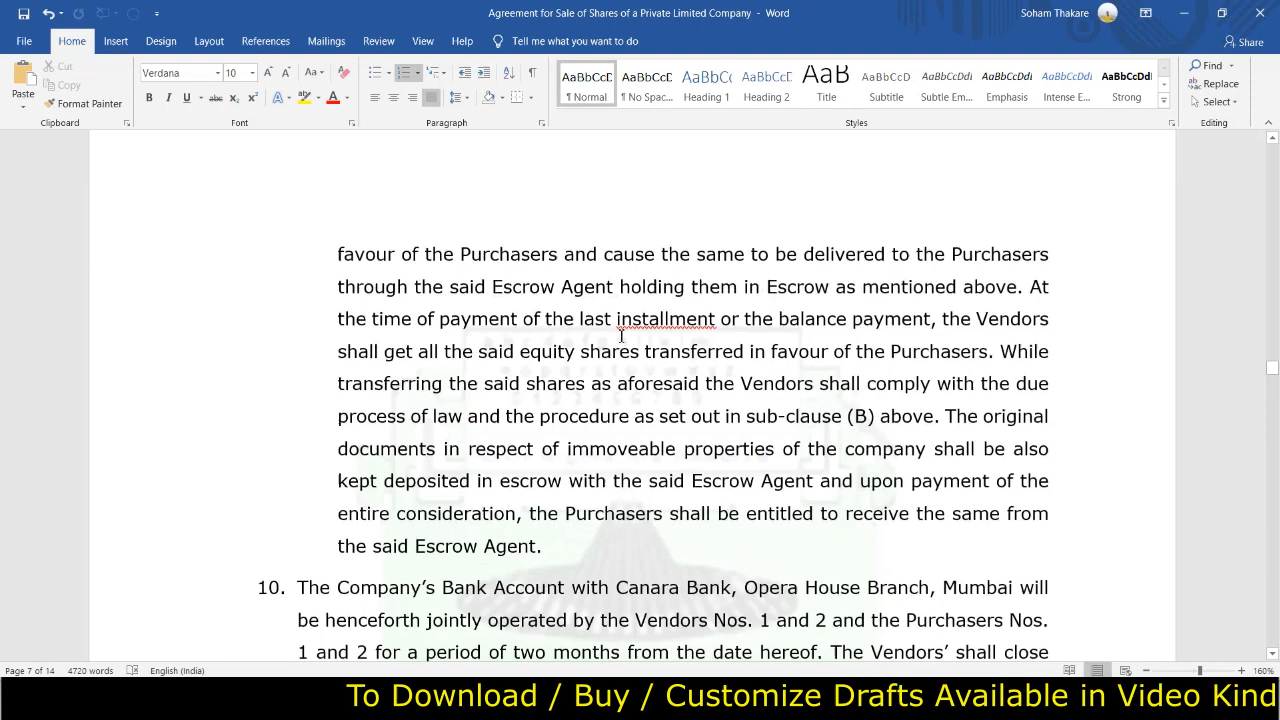 Agreement for Sale of Shares of a Private Limited Company - Word
Soham Thakare
File Home Insert Design Layout References Mailings Review View Help Tell me what you want to do Share
Paste
Cut
Copy
Format Painter
Clipboard
Verdana 10
Font
Paragraph
AaBbCcD AaBbCcD AaBbCc AaBbCcD AaB AaBbCcD AaBbCcDd AaBbCcDd AaBbCcDd AaBbCcDd
¶ Normal ¶ No Spac... Heading 1 Heading 2 Title Subtitle Subtle Em... Emphasis Intense E... Strong
Styles
Find
Replace
Select
Editing
favour of the Purchasers and cause the same to be delivered to the Purchasers
through the said Escrow Agent holding them in Escrow as mentioned above. At
the time of payment of the last installment or the balance payment, the Vendors
shall get all the said equity shares transferred in favour of the Purchasers. While
transferring the said shares as aforesaid the Vendors shall comply with the due
process of law and the procedure as set out in sub-clause (B) above. The original
documents in respect of immoveable properties of the company shall be also
kept deposited in escrow with the said Escrow Agent and upon payment of the
entire consideration, the Purchasers shall be entitled to receive the same from
the said Escrow Agent.
10. The Company’s Bank Account with Canara Bank, Opera House Branch, Mumbai will
be henceforth jointly operated by the Vendors Nos. 1 and 2 and the Purchasers Nos.
1 and 2 for a period of two months from the date hereof. The Vendors’ shall close
Page 7 of 14 4720 words English (India) 160%
To Download / Buy / Customize Drafts Available in Video Kind